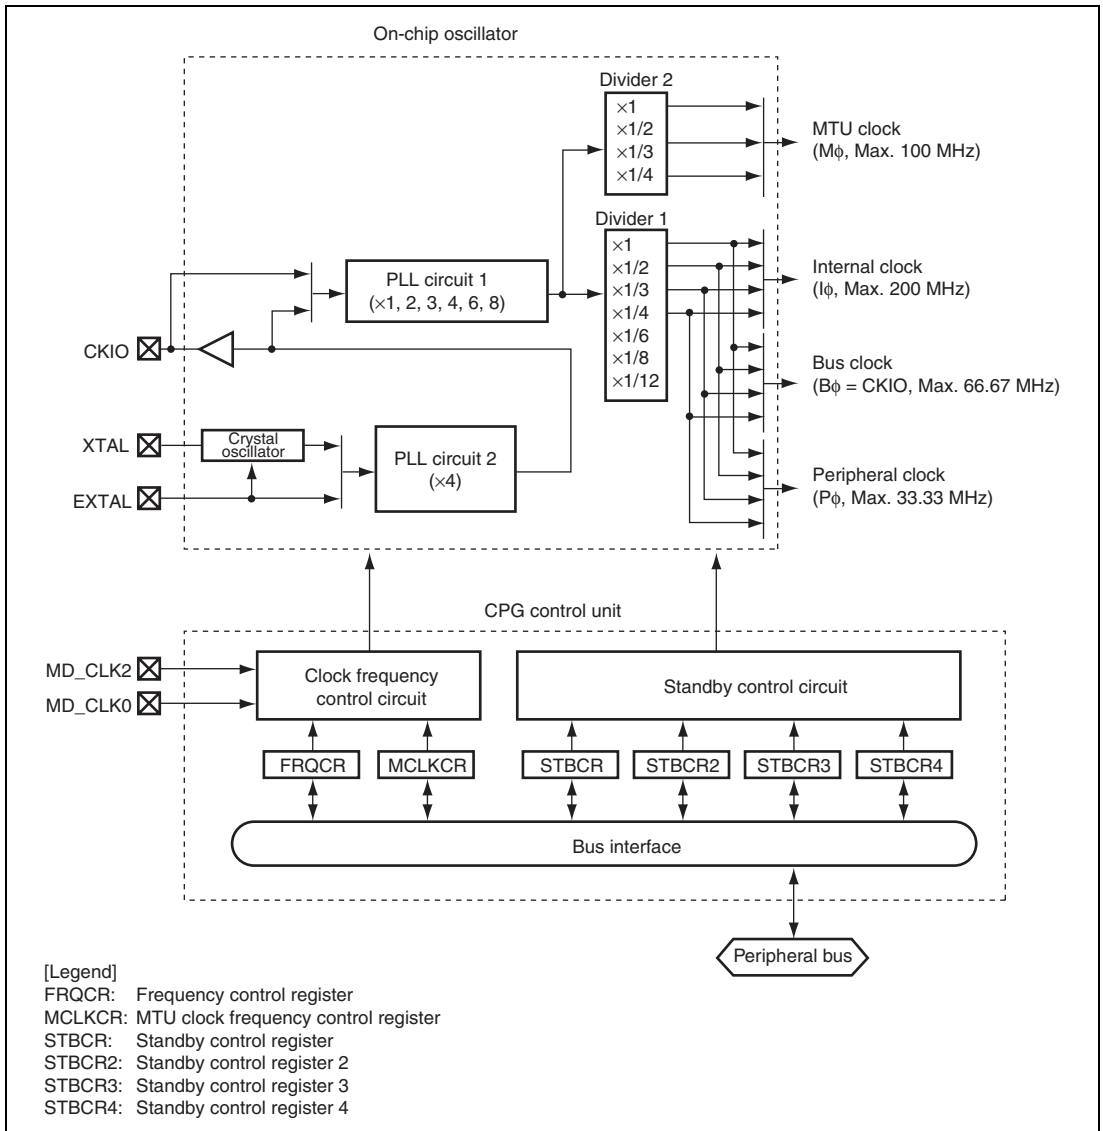 On-chip oscillator
Divider 2
×1
×1/2
×1/3
×1/4
MTU clock
(Mϕ, Max. 100 MHz)
Divider 1
×1
×1/2
×1/3
×1/4
×1/6
×1/8
×1/12
Internal clock
(Iϕ, Max. 200 MHz)
PLL circuit 1
(×1, 2, 3, 4, 6, 8)
CKIO
Bus clock
(Bϕ = CKIO, Max. 66.67 MHz)
XTAL
Crystal
oscillator
EXTAL
PLL circuit 2
(×4)
Peripheral clock
(Pϕ, Max. 33.33 MHz)
CPG control unit
MD_CLK2
MD_CLK0
Clock frequency
control circuit
Standby control circuit
FRQCR
MCLKCR
STBCR
STBCR2
STBCR3
STBCR4
Bus interface
Peripheral bus
[Legend]
FRQCR: Frequency control register
MCLKCR: MTU clock frequency control register
STBCR: Standby control register
STBCR2: Standby control register 2
STBCR3: Standby control register 3
STBCR4: Standby control register 4